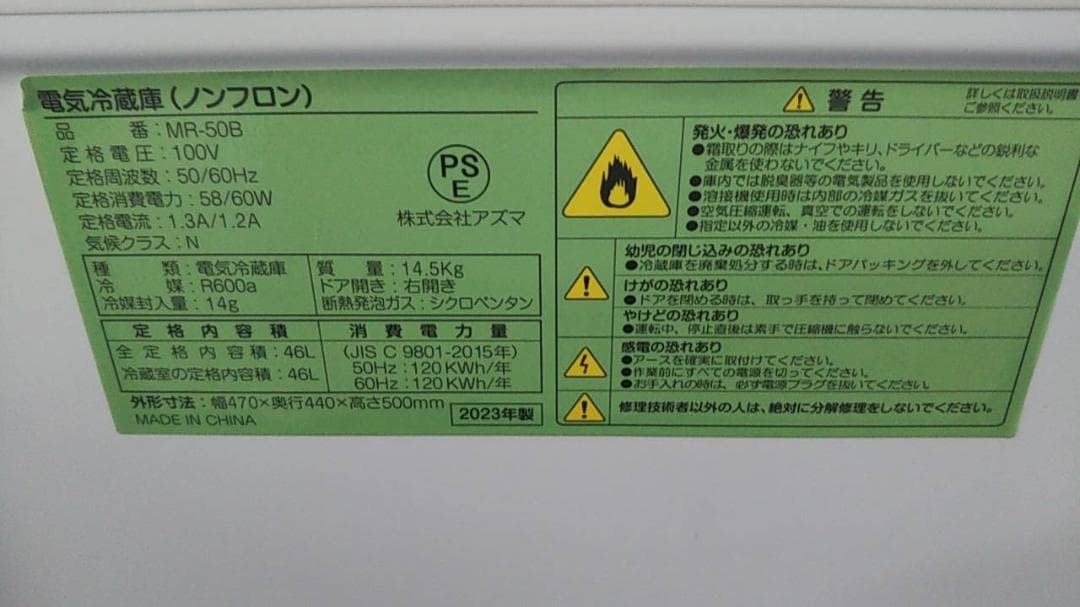 電気冷蔵庫(ノンフロン)
品番:MR-50B
定格電圧:100V
定格周波数:50/60Hz
定格消費電力:58/60W
定格電流:1.3A/1.2A
気候クラス:N
PS
E
株式会社アズマ
種類:電気冷蔵庫
冷媒:R600a
冷媒封入量:14g
質量:14.5Kg
ドア開き:右開き
断熱発泡ガス:シクロペンタン
定格内容積
全定格内容積:46L
冷蔵室の定格内容積:46L
消費電力量
(JIS C 9801-2015年)
50Hz:120KWh/年
60Hz:120KWh/年
外形寸法:幅470×奥行440×高さ500mm
MADE IN CHINA
2023年製
警告
詳しくは取扱説明書
ご参照ください。
発火・爆発の恐れあり
●霜取りの際はナイフやキリ、ドライバーなどの鋭利な
金属を使わないでください。
●庫内では脱臭器等の電気製品を使用しないでください。
●溶接機使用時は内部の冷媒ガスを抜いてください。
●空気圧縮運転、真空での運転をしないでください。
●指定以外の冷媒・油を使用しないでください。
幼児の閉じ込みの恐れあり
●冷蔵庫を廃棄処分する時は、ドアパッキングを外してください。
けがの恐れあり
●ドアを閉める時は、取っ手を持って閉めてください。
やけどの恐れあり
●運転中、停止直後は素手で圧縮機に触らないでください。
感電の恐れあり
●アースを確実に取付けてください。
●作業前にすべての電源を切ってください。
●お手入れの時は、必ず電源プラグを抜いてください。
修理技術者以外の人は、絶対に分解修理をしないでください。